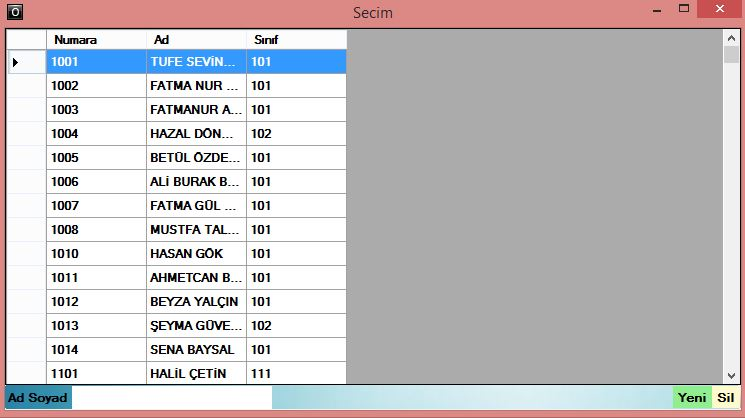 Secim
Numara Ad Sınıf
1001 TUFE SEVİN... 101
1002 FATMA NUR ... 101
1003 FATMANUR A... 101
1004 HAZAL DÖN... 102
1005 BETÜL ÖZDE... 101
1006 ALİ BURAK B... 101
1007 FATMA GÜL ... 101
1008 MUSTFA TAL... 101
1010 HASAN GÖK 101
1011 AHMETCAN B... 101
1012 BEYZA YALÇIN 101
1013 ŞEYMA GÜVE... 102
1014 SENA BAYSAL 101
1101 HALİL ÇETİN 111
Ad Soyad Yeni Sil